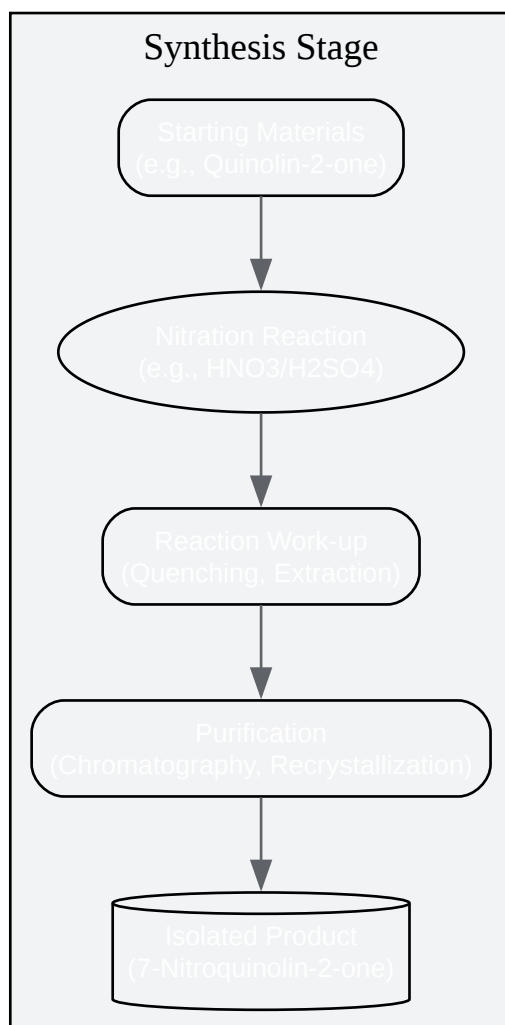 Synthesis Stage
Starting Materials
(e.g., Quinolin-2-one)
Nitration Reaction
(e.g., HNO3/H2SO4)
Reaction Work-up
(Quenching, Extraction)
Purification
(Chromatography, Recrystallization)
Isolated Product
(7-Nitroquinolin-2-one)